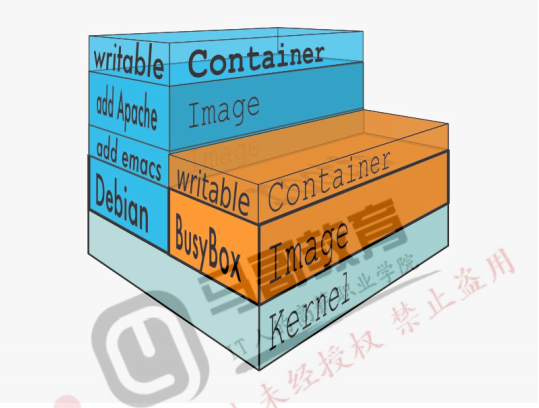 writable Container
add Apache Image
add emacs Image
writable Container
Debian
BusyBox Image
Kernel
马哥教育
IT人的高薪职业学院
未经授权 禁止盗用